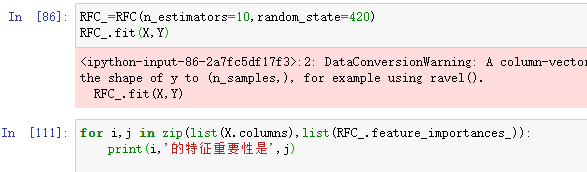 In [86]: RFC_=RFC(n_estimators=10,random_state=420)
RFC_.fit(X,Y)
<ipython-input-86-2a7fc5df17f3>:2: DataConversionWarning: A column-vecto
the shape of y to (n_samples,), for example using ravel().
RFC_.fit(X,Y)
In [111]: for i,j in zip(list(X.columns),list(RFC_.feature_importances_)):
print(i,'的特征重要性是',j)